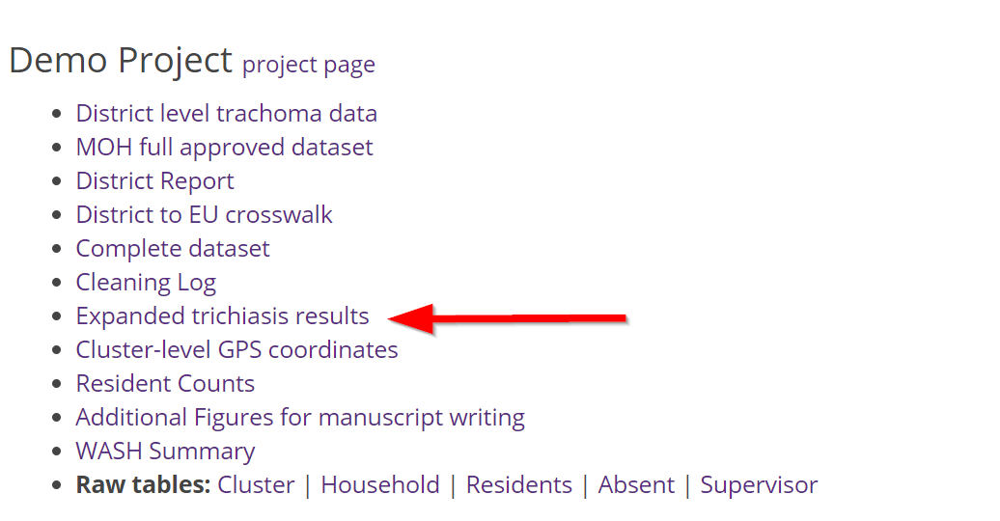 Demo Project project page
District level trachoma data
MOH full approved dataset
District Report
District to EU crosswalk
Complete dataset
Cleaning Log
Expanded trichiasis results
Cluster-level GPS coordinates
Resident Counts
Additional Figures for manuscript writing
WASH Summary
Raw tables: Cluster | Household | Residents | Absent | Supervisor